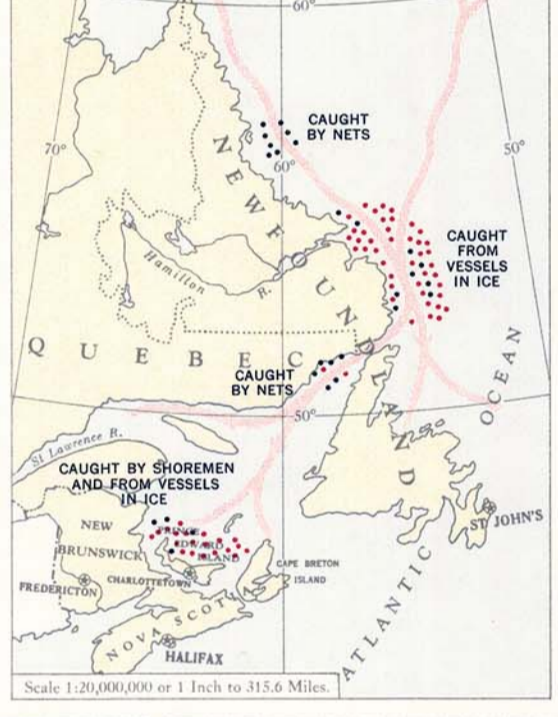 60°
CAUGHT
BY NETS
70°
60°
50°
NEWFOUNDLAND
CAUGHT
FROM
VESSELS
IN ICE
Hamilton R.
QUEBEC
CAUGHT
BY NETS
50°
ATLANTIC OCEAN
St Lawrence R.
CAUGHT BY SHOREMEN
AND FROM VESSELS
IN ICE
PRINCE
EDWARD
ISLAND
NEW
BRUNSWICK
ST JOHN'S
CAPE BRETON
ISLAND
CHARLOTTETOWN
FREDERICTON
NOVA SCOTIA
HALIFAX
Scale 1:20,000,000 or 1 Inch to 315.6 Miles.